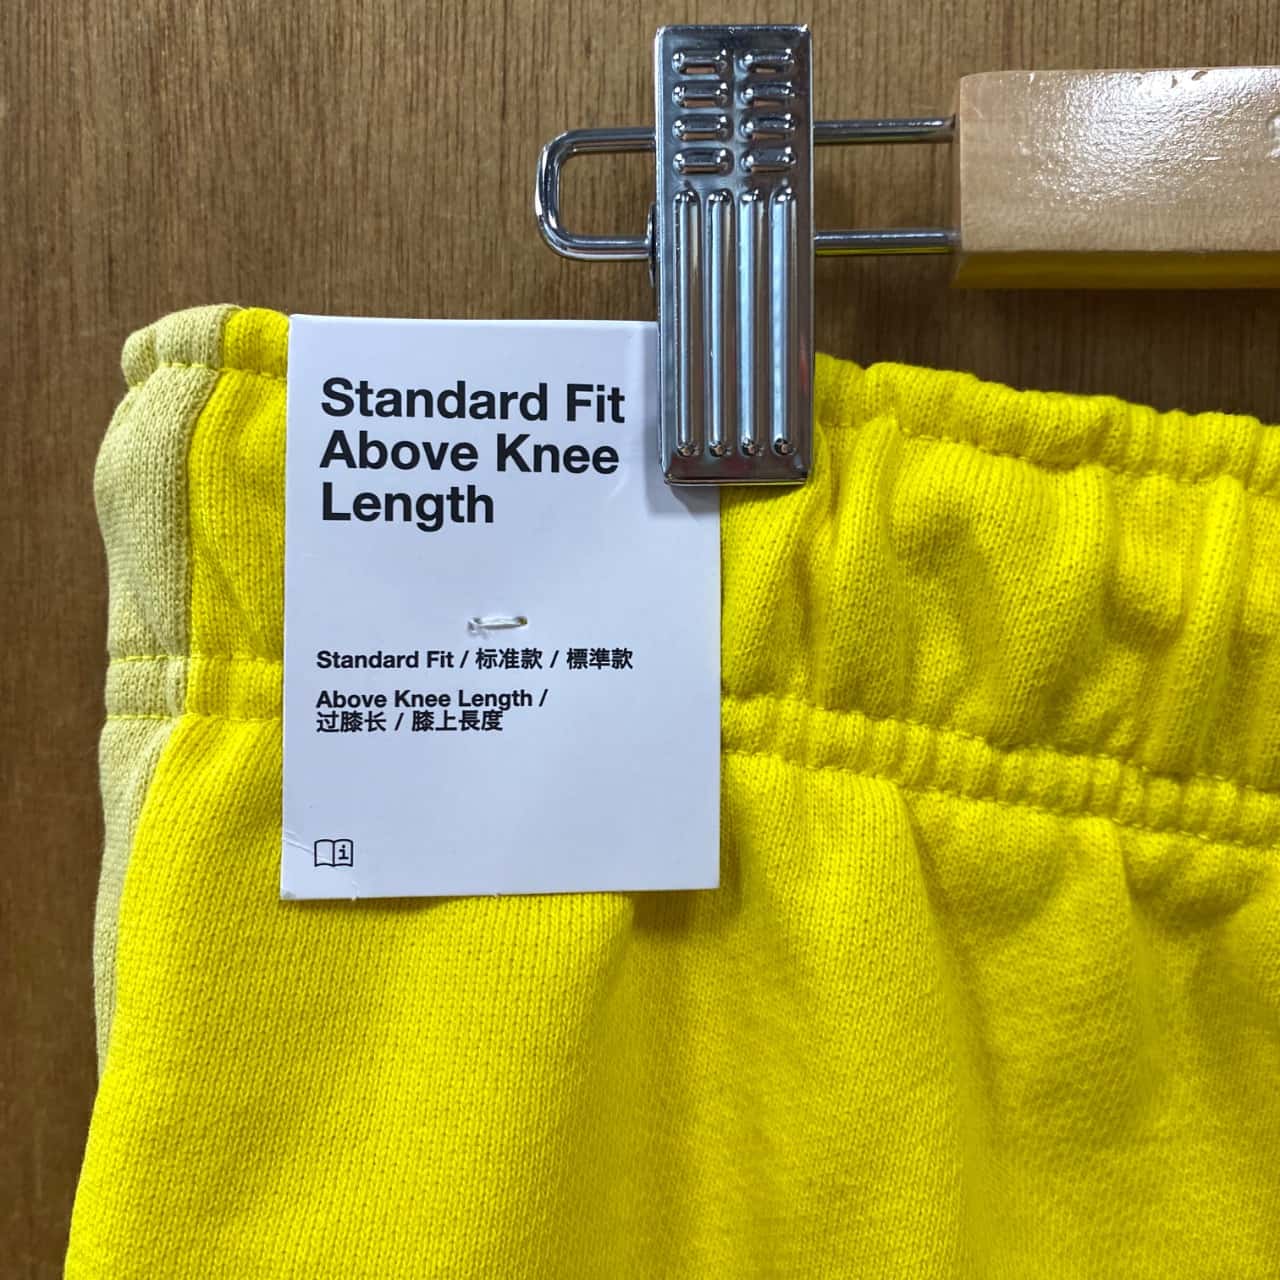 Standard Fit
Above Knee
Length
Standard Fit / 标准款 / 標準款
Above Knee Length /
过膝长 / 膝上長度
i